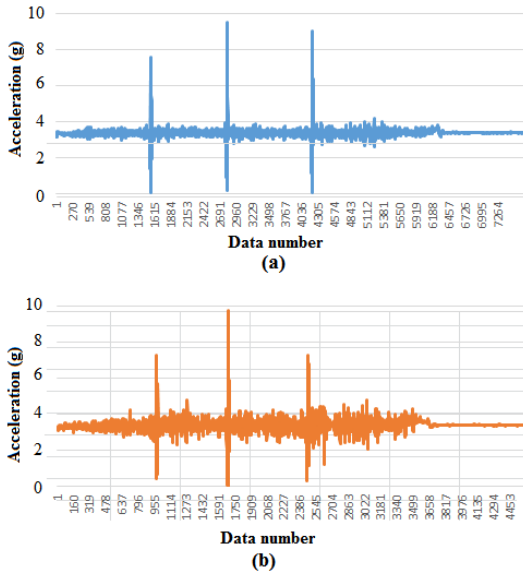 10
8
6
4
2
0
Acceleration (g)
1 270 539 808 1077 1346 1615 1884 2153 2422 2691 2960 3229 3498 3767 4036 4305 4574 4843 5112 5381 5650 5919 6188 6457 6726 6995 7264
Data number
(a)
10
8
6
4
2
0
Acceleration (g)
1 160 319 478 637 796 955 1114 1273 1432 1591 1750 1909 2068 2227 2386 2545 2704 2863 3022 3181 3340 3499 3658 3817 3976 4135 4294 4453
Data number
(b)